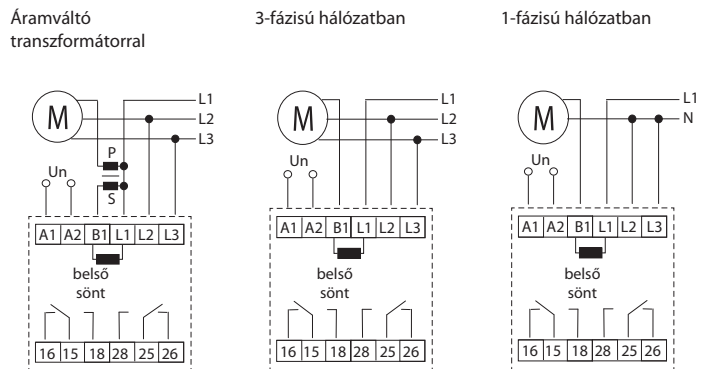 Áramváltó
transzformátorral
M
L1
L2
L3
P
S
Un
A1 A2 B1 L1 L2 L3
belső
sönt
16 15 18 28 25 26
3-fázisú hálózatban
M
L1
L2
L3
Un
A1 A2 B1 L1 L2 L3
belső
sönt
16 15 18 28 25 26
1-fázisú hálózatban
M
L1
N
Un
A1 A2 B1 L1 L2 L3
belső
sönt
16 15 18 28 25 26